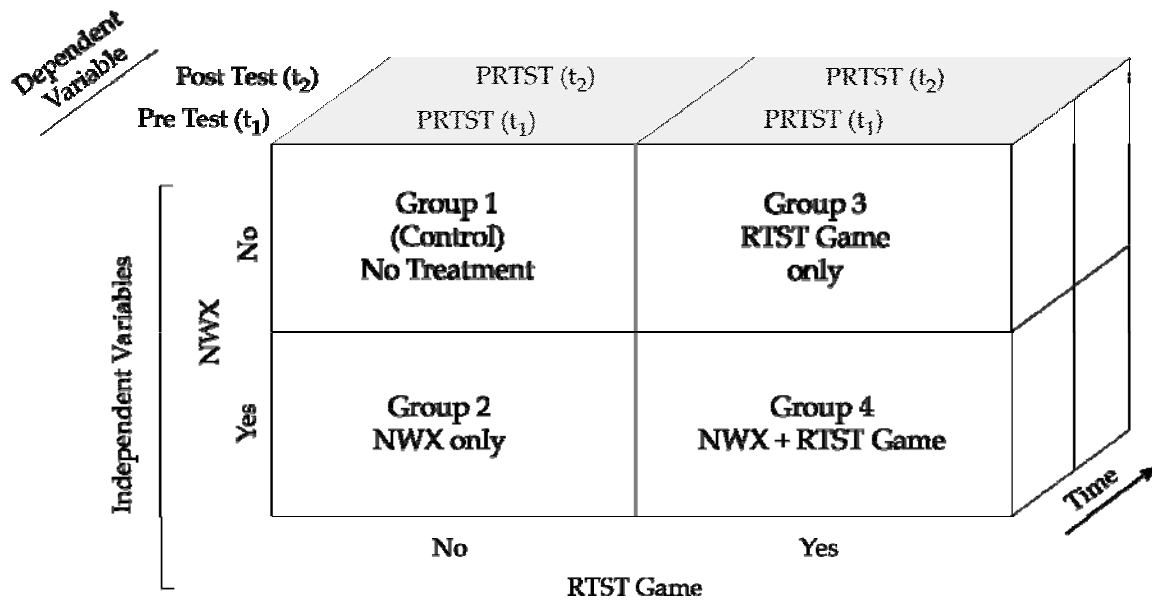 Dependent
Variable
Post Test (t₂)
PRTST (t₂)
PRTST (t₂)
Pre Test (t₁)
PRTST (t₁)
PRTST (t₁)
Independent Variables
NWX
No
Group 1
(Control)
No Treatment
Group 3
RTST Game
only
Yes
Group 2
NWX only
Group 4
NWX + RTST Game
Time
No
Yes
RTST Game